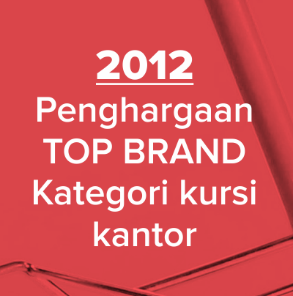 2012
Penghargaan
TOP BRAND
Kategori kursi
kantor